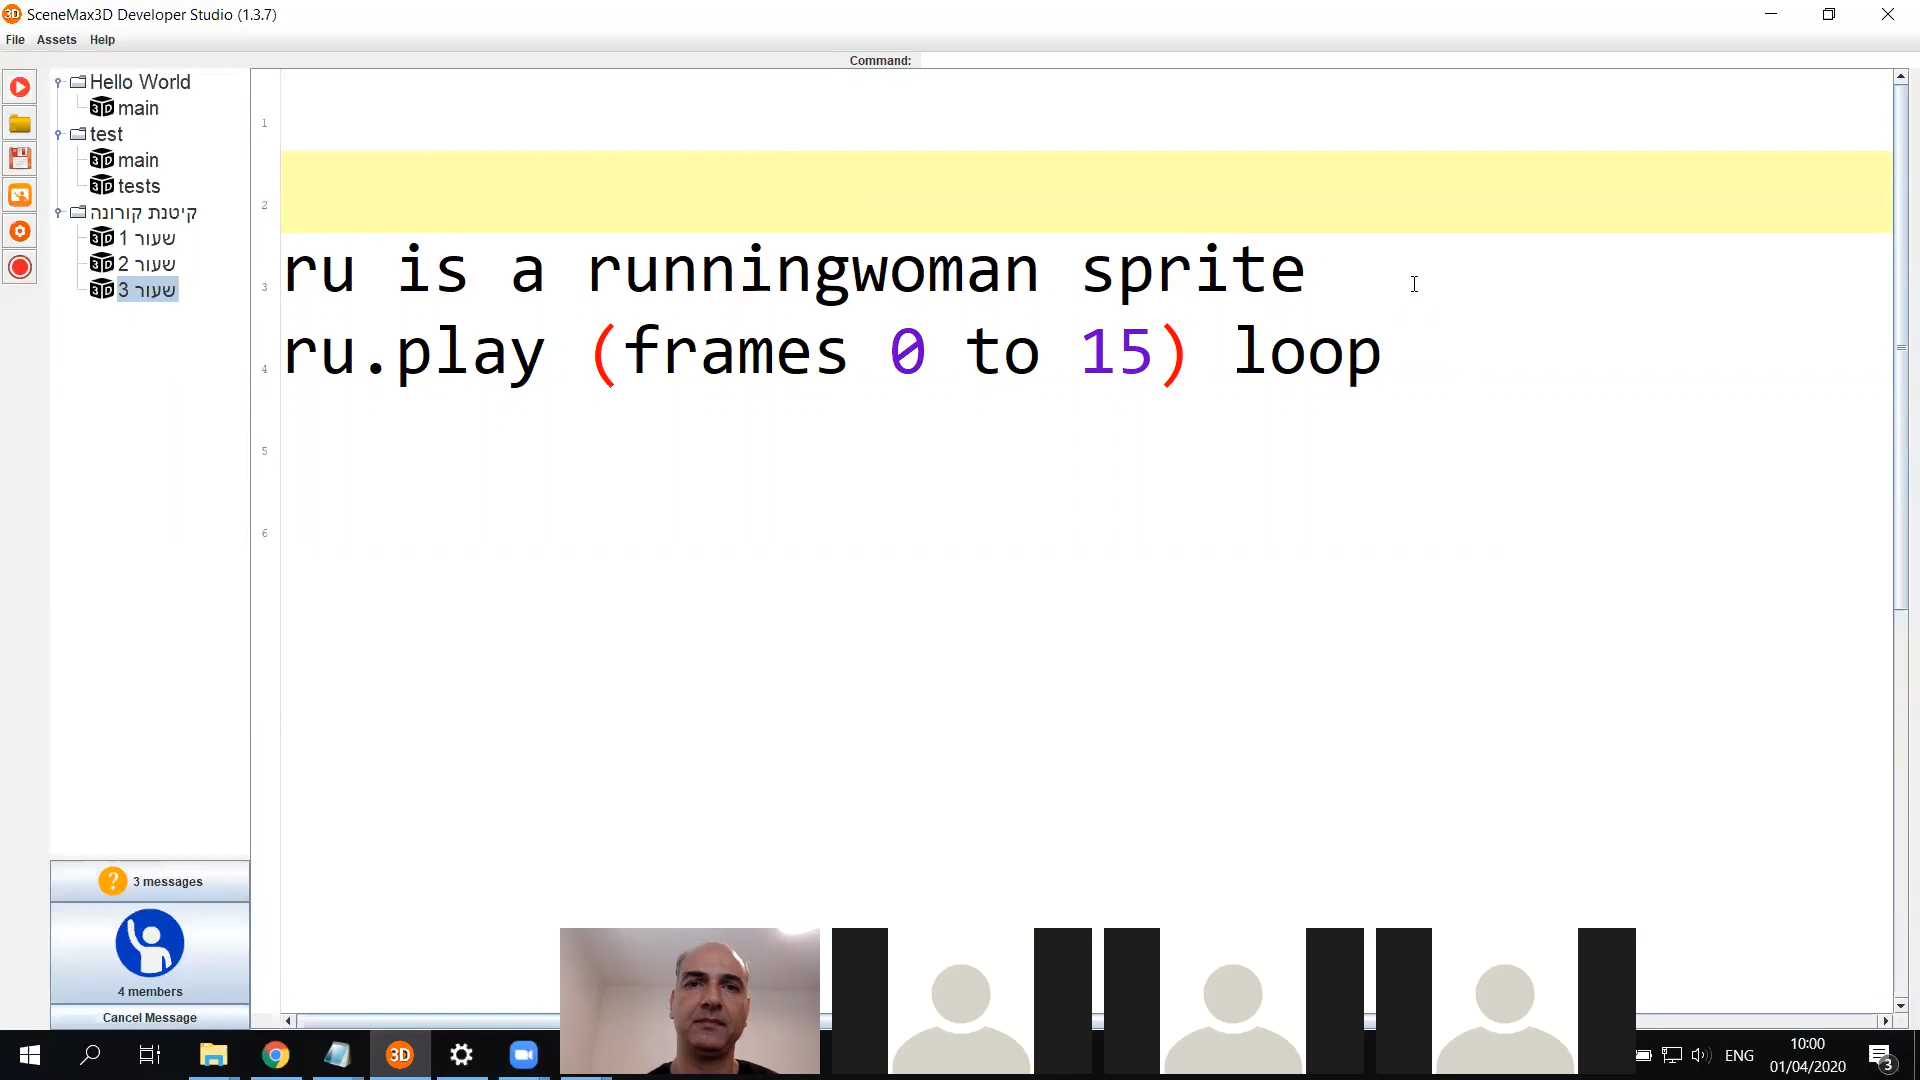 SceneMax3D Developer Studio (1.3.7)
File Assets Help
Command:
Hello World
main
test
main
tests
קיטנת קורונה
שעור 1
שעור 2
שעור 3
1
2
3 ru is a runningwoman sprite
4 ru.play (frames 0 to 15) loop
5
6
? 3 messages
4 members
Cancel Message
3D
ENG
10:00
01/04/2020
3